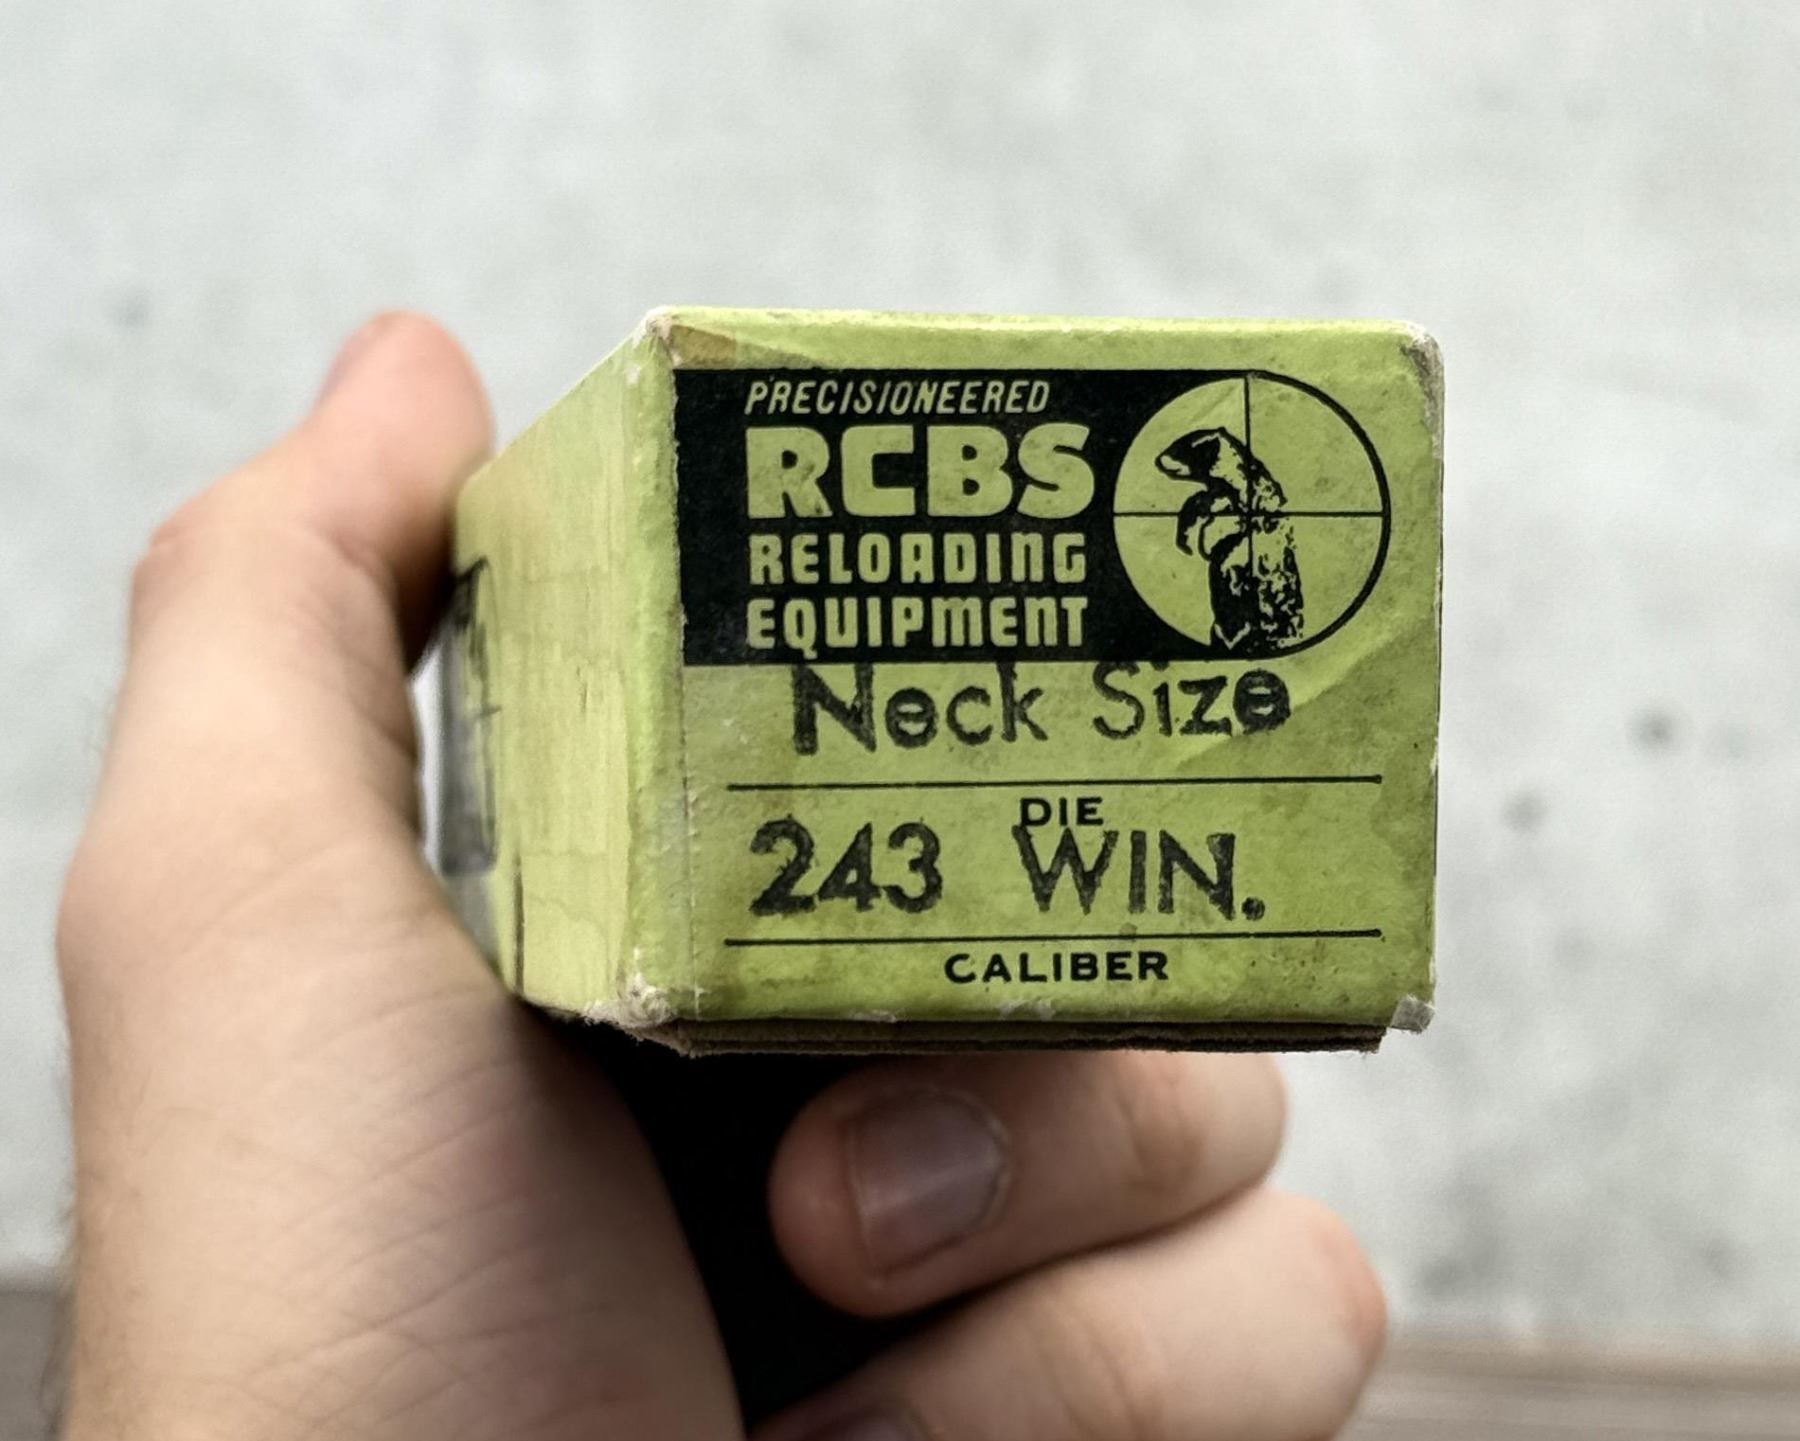 PRECISIONEERED
RCBS
RELOADING
EQUIPMENT
Neck Size
DIE
243 WIN.
CALIBER